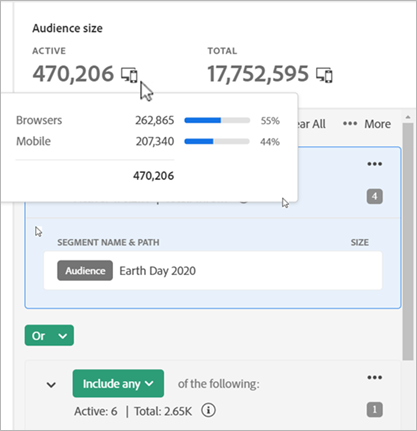 Audience size
ACTIVE TOTAL
470,206 17,752,595
Browsers 262,865 55%
Mobile 207,340 44%
470,206
All ••• More
•••
4
SEGMENT NAME & PATH SIZE
Audience Earth Day 2020
Or
Include any of the following:
•••
Active: 6 | Total: 2.65K
1